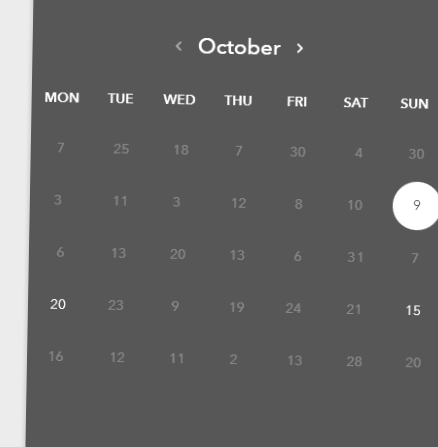 ‹ October ›
MON TUE WED THU FRI SAT SUN
7 25 18 7 30 4 30
3 11 3 12 8 10 9
6 13 20 13 6 31 7
20 23 9 19 24 21 15
16 12 11 2 13 28 20